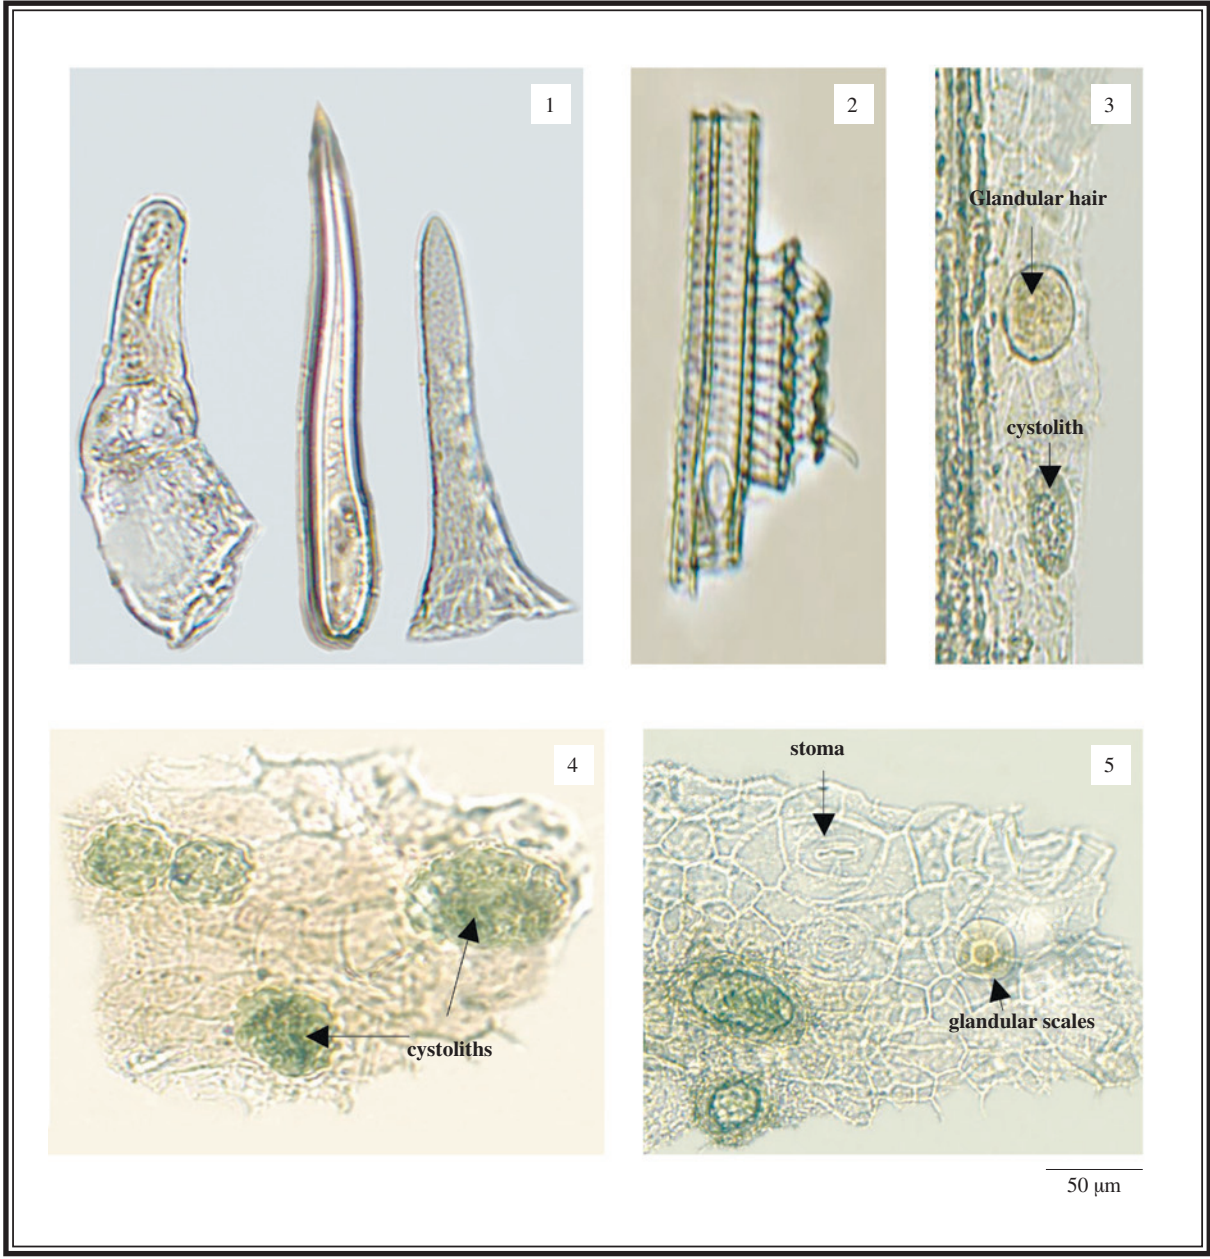 1
2
3
Glandular hair
cystolith
4
cystoliths
5
stoma
glandular scales
50 μm